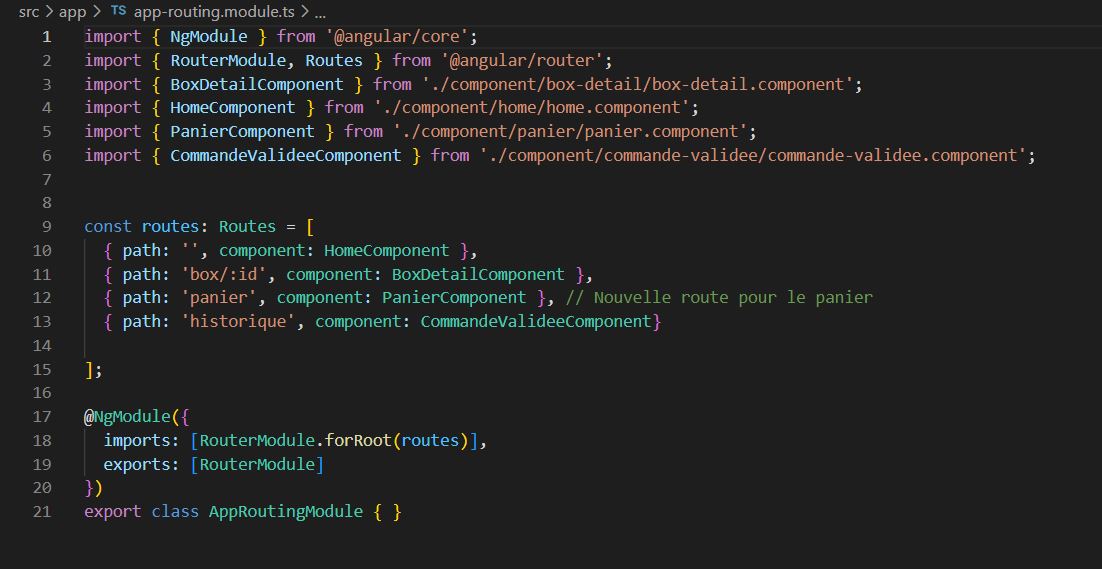 src > app > TS app-routing.module.ts > ...
1 import { NgModule } from '@angular/core';
2 import { RouterModule, Routes } from '@angular/router';
3 import { BoxDetailComponent } from './component/box-detail/box-detail.component';
4 import { HomeComponent } from './component/home/home.component';
5 import { PanierComponent } from './component/panier/panier.component';
6 import { CommandeValideeComponent } from './component/commande-validee/commande-validee.component';
7
8
9 const routes: Routes = [
10   { path: '', component: HomeComponent },
11   { path: 'box/:id', component: BoxDetailComponent },
12   { path: 'panier', component: PanierComponent }, // Nouvelle route pour le panier
13   { path: 'historique', component: CommandeValideeComponent}
14
15 ];
16
17 @NgModule({
18   imports: [RouterModule.forRoot(routes)],
19   exports: [RouterModule]
20 })
21 export class AppRoutingModule { }